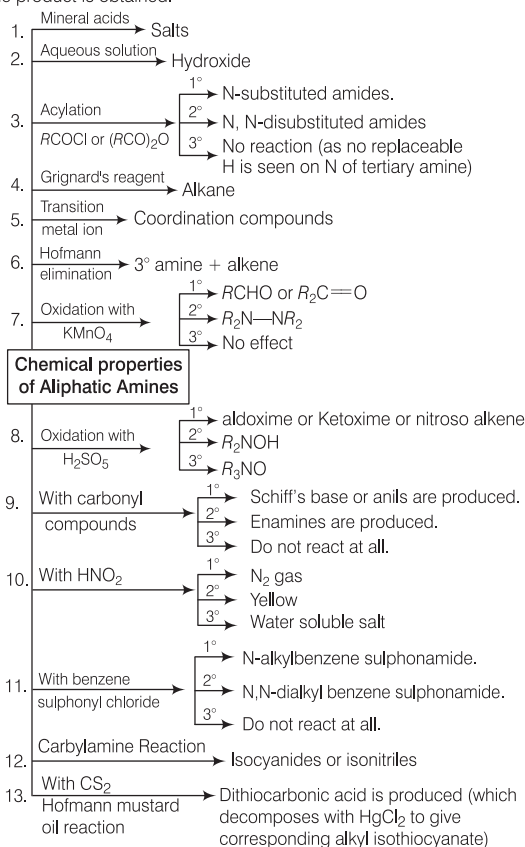 e product is obtained.
1. Mineral acids Salts
2. Aqueous solution Hydroxide
3. Acylation
RCOCl or (RCO)2O
1° N-substituted amides.
2° N, N-disubstituted amides
3° No reaction (as no replaceable
H is seen on N of tertiary amine)
4. Grignard's reagent Alkane
5. Transition
metal ion
Coordination compounds
6. Hofmann
elimination
3° amine + alkene
7. Oxidation with
KMnO4
1° RCHO or R2C=O
2° R2N—NR2
3° No effect
Chemical properties
of Aliphatic Amines
8. Oxidation with
H2SO5
1° aldoxime or Ketoxime or nitroso alkene
2° R2NOH
3° R3NO
9. With carbonyl
compounds
1° Schiff's base or anils are produced.
2° Enamines are produced.
3° Do not react at all.
10. With HNO2
1° N2 gas
2° Yellow
3° Water soluble salt
11. With benzene
sulphonyl chloride
1° N-alkylbenzene sulphonamide.
2° N,N-dialkyl benzene sulphonamide.
3° Do not react at all.
12. Carbylamine Reaction Isocyanides or isonitriles
13. With CS2
Hofmann mustard
oil reaction
Dithiocarbonic acid is produced (which
decomposes with HgCl2 to give
corresponding alkyl isothiocyanate)